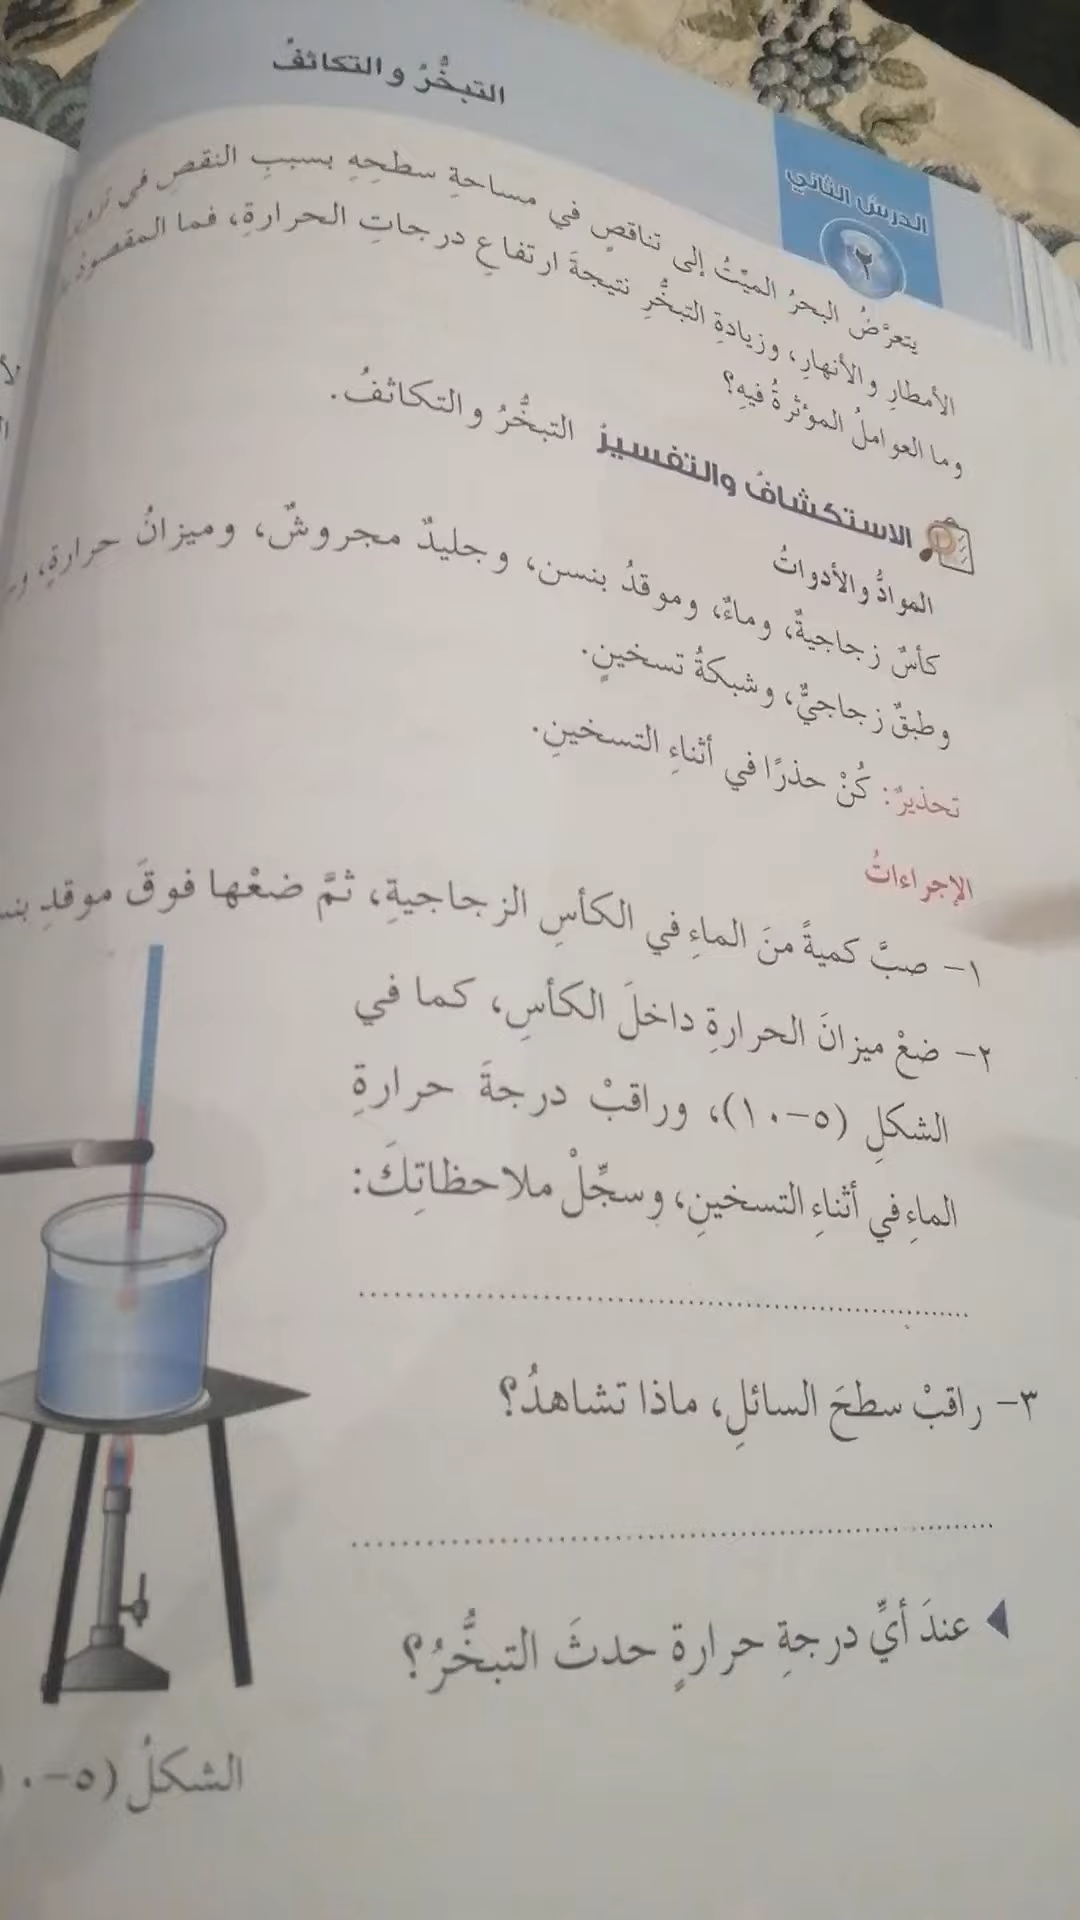 التبخُّرُ والتكاثفُ
الدرس الثاني
٢
يتعرَّضُ البحرُ الميّتُ إلى تناقصٍ في مساحةِ سطحِهِ بسببِ النقصِ في
الأمطارِ والأنهارِ، وزيادةِ التبخُّرِ نتيجةَ ارتفاعِ درجاتِ الحرارةِ، فما المقصودُ
وما العواملُ المؤثرةُ فيهِ؟
الاستكشافُ والتفسيرُ التبخُّرُ والتكاثفُ.
الموادُّ والأدواتُ
كأسٌ زجاجيةٌ، وماءٌ، وموقدُ بنسن، وجليدٌ مجروشٌ، وميزانُ حرارةٍ،
وطبقٌ زجاجيٌّ، وشبكةُ تسخينٍ.
تحذيرٌ: كُنْ حذرًا في أثناءِ التسخينِ.
الإجراءاتُ
١- صبَّ كميةً منَ الماءِ في الكأسِ الزجاجيةِ، ثمَّ ضعْها فوقَ موقدِ
٢- ضعْ ميزانَ الحرارةِ داخلَ الكأسِ، كما في
الشكلِ (٥-١٠)، وراقبْ درجةَ حرارةِ
الماءِ في أثناءِ التسخينِ، وسجِّلْ ملاحظاتِكَ:
٣- راقبْ سطحَ السائلِ، ماذا تشاهدُ؟
عندَ أيِّ درجةِ حرارةٍ حدثَ التبخُّرُ؟
الشكلُ (٥-١٠